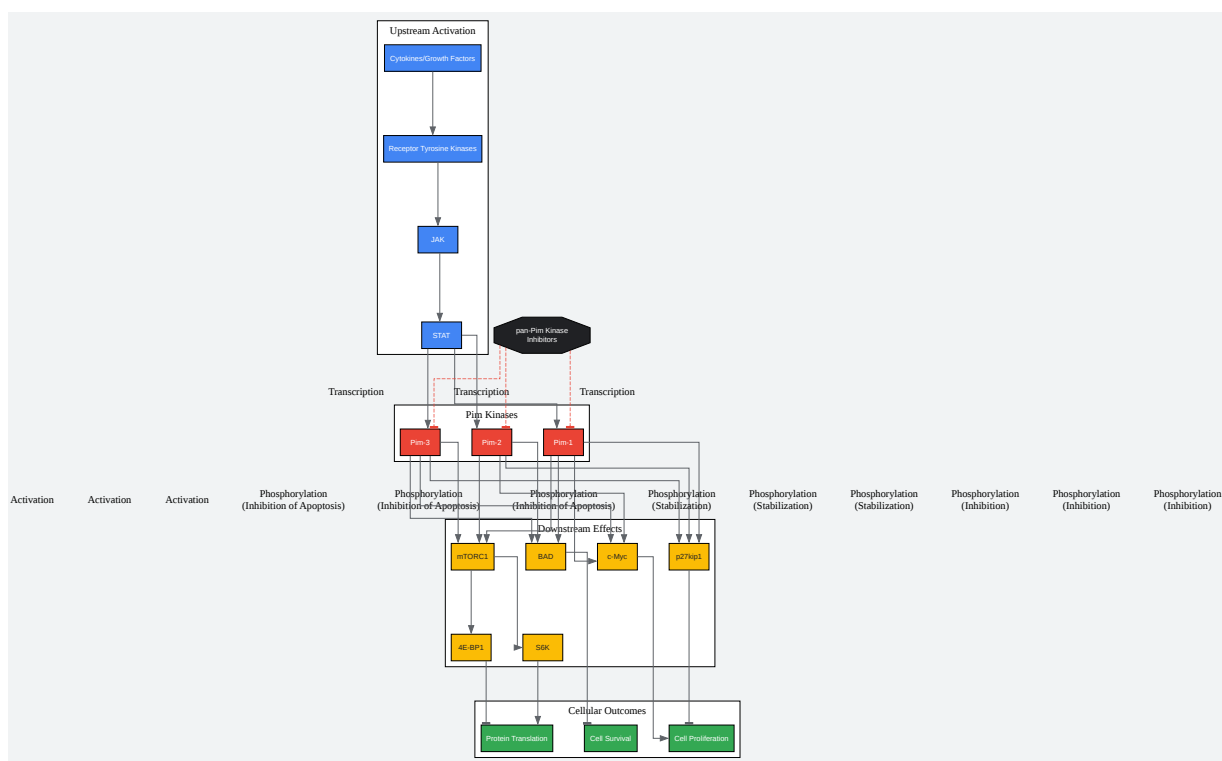 Upstream Activation
Cytokines/Growth Factors
Receptor Tyrosine Kinases
JAK
STAT
pan-Pim Kinase
Inhibitors
Transcription
Transcription
Transcription
Pim Kinases
Pim-3
Pim-2
Pim-1
Activation
Activation
Activation
Phosphorylation
(Inhibition of Apoptosis)
Phosphorylation
(Inhibition of Apoptosis)
Phosphorylation
(Inhibition of Apoptosis)
Phosphorylation
(Stabilization)
Phosphorylation
(Stabilization)
Phosphorylation
(Stabilization)
Phosphorylation
(Inhibition)
Phosphorylation
(Inhibition)
Phosphorylation
(Inhibition)
Downstream Effects
mTORC1
BAD
c-Myc
p27kip1
4E-BP1
S6K
Cellular Outcomes
Protein Translation
Cell Survival
Cell Proliferation